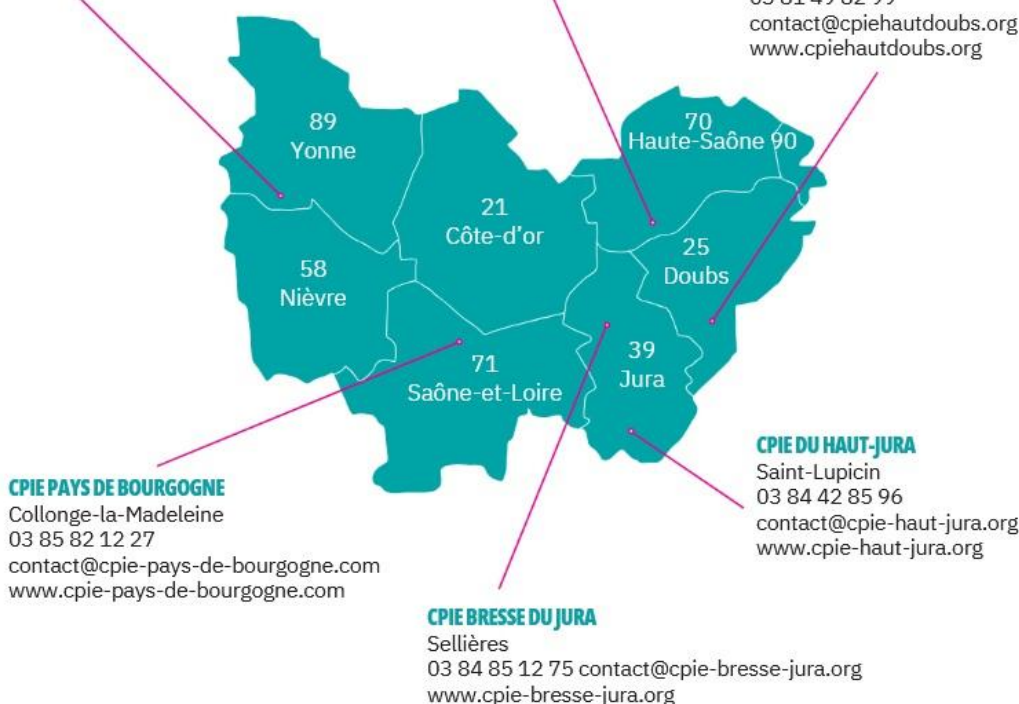 contact@cpiehautdoubs.org
www.cpiehautdoubs.org
89
Yonne
70
Haute-Saône 90
21
Côte-d'or
25
Doubs
58
Nièvre
39
Jura
71
Saône-et-Loire
CPIE DU HAUT-JURA
Saint-Lupicin
03 84 42 85 96
contact@cpie-haut-jura.org
www.cpie-haut-jura.org
CPIE PAYS DE BOURGOGNE
Collonge-la-Madeleine
03 85 82 12 27
contact@cpie-pays-de-bourgogne.com
www.cpie-pays-de-bourgogne.com
CPIE BRESSE DU JURA
Sellières
03 84 85 12 75 contact@cpie-bresse-jura.org
www.cpie-bresse-jura.org